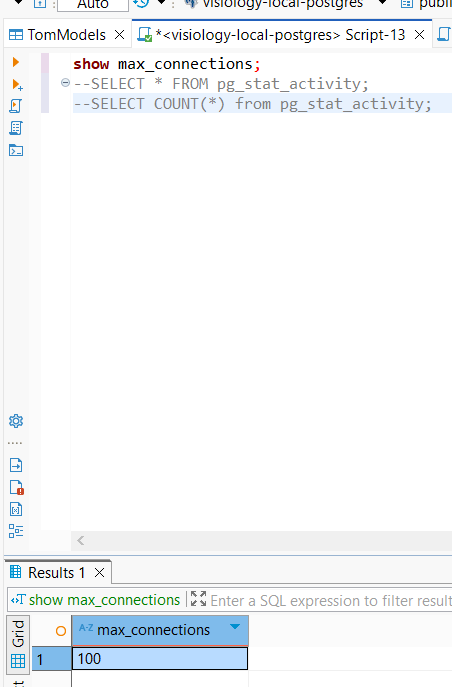 Auto
visiology-local-postgres
publi
TomModels
*<visiology-local-postgres> Script-13
show max_connections;
--SELECT * FROM pg_stat_activity;
--SELECT COUNT(*) from pg_stat_activity;
Results 1
show max_connections
Enter a SQL expression to filter result
Grid
A-Z max_connections
1
100